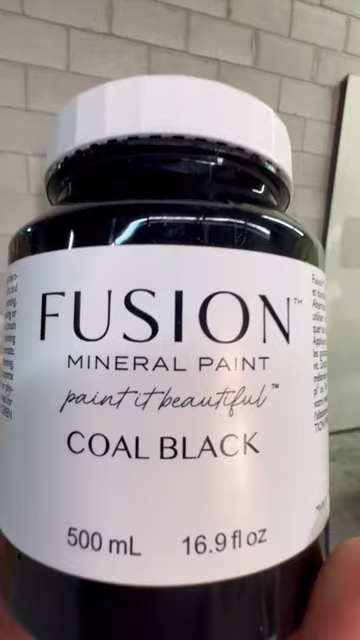 FUSION™
MINERAL PAINT
paint it beautiful™
COAL BLACK
500 mL 16.9 fl oz